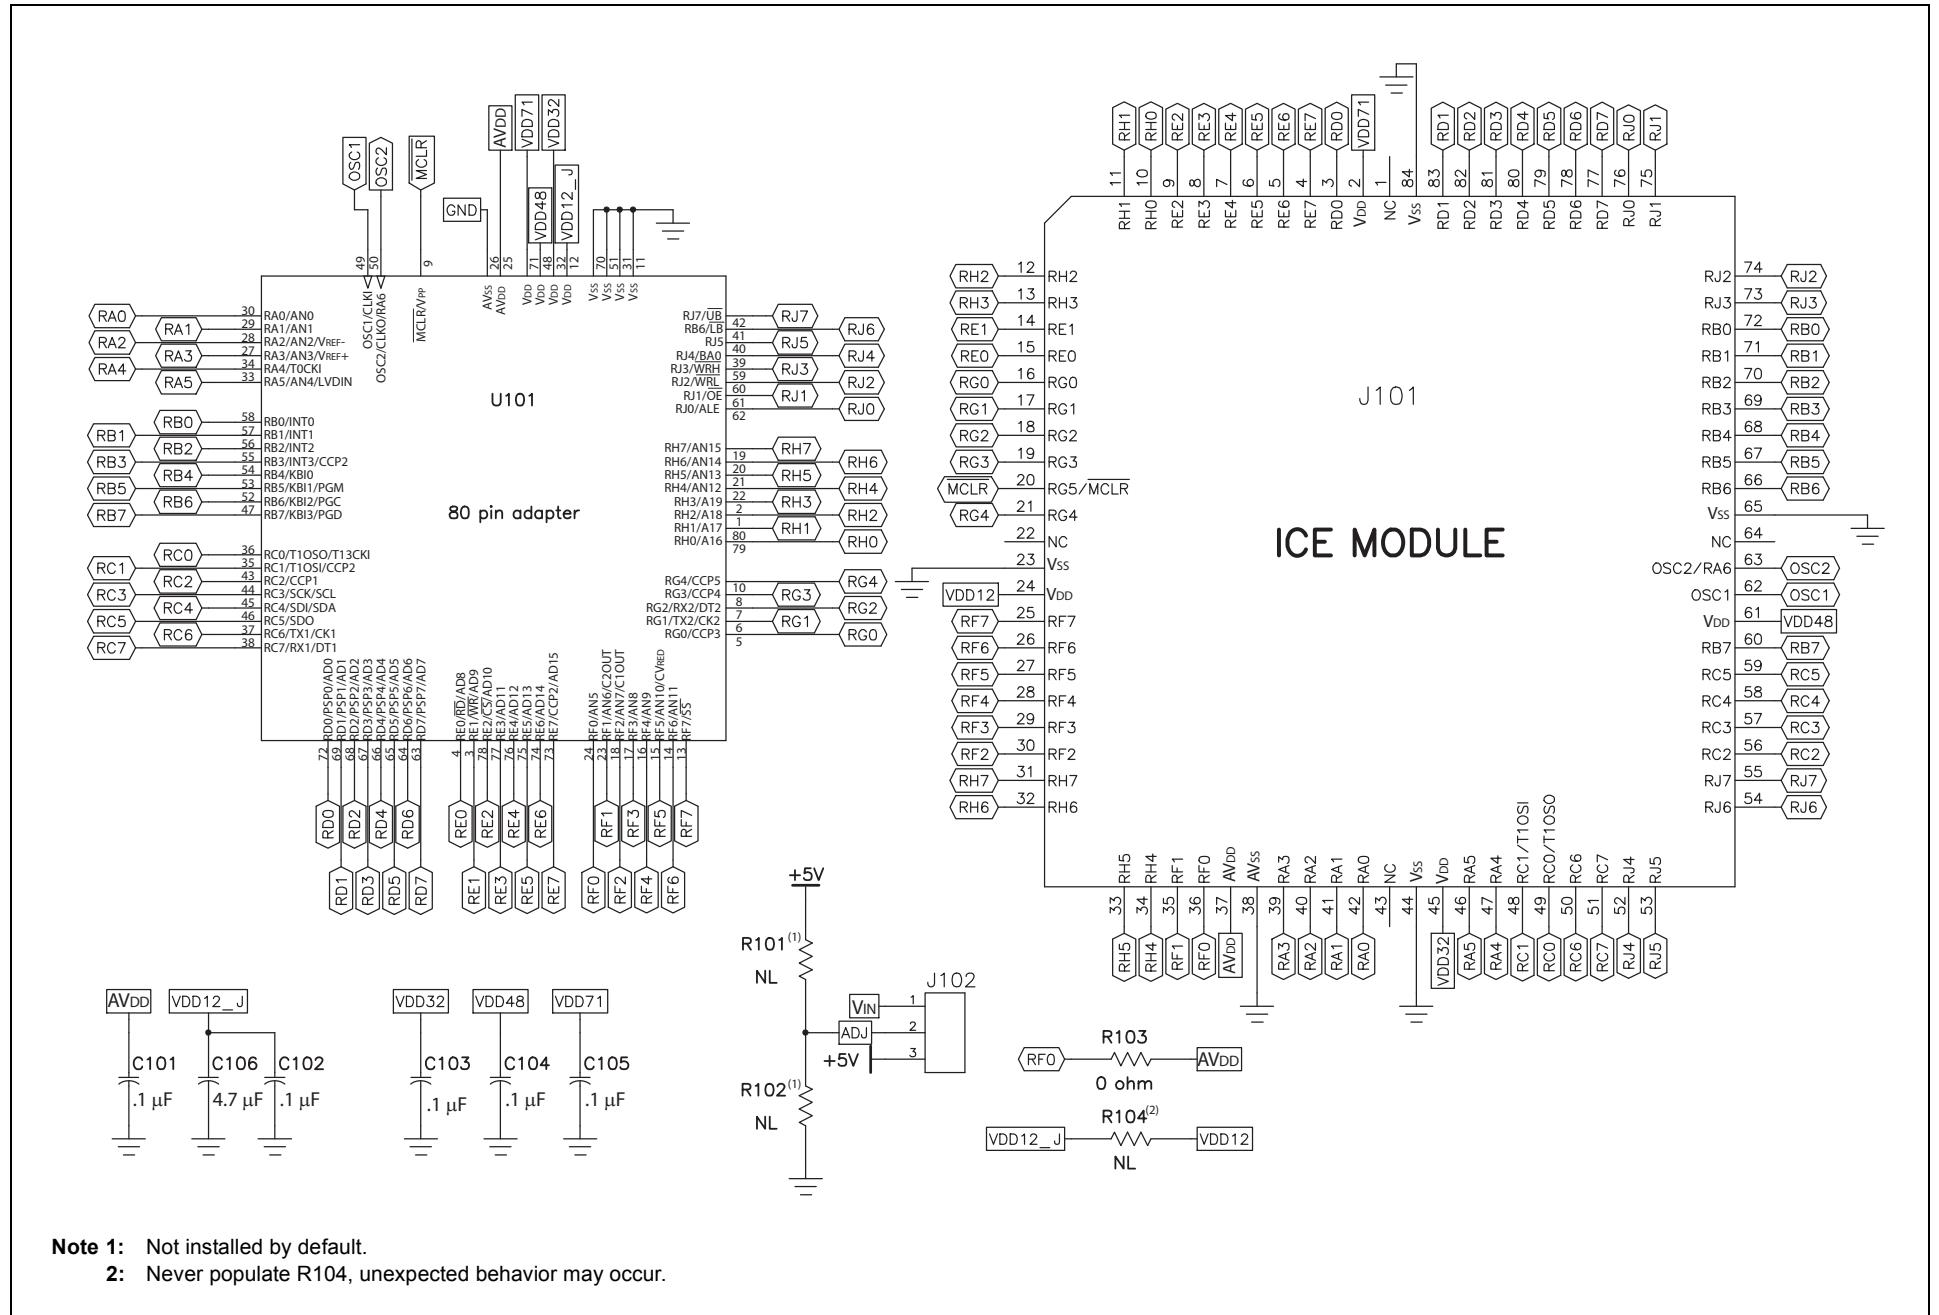 OSC1
OSC2
MCLR
GND
AVDD
VDD71
VDD48
VDD32
VDD12_J
49
50
9
26
25
71
48
32
12
70
51
31
11
OSC1/CLKI
OSC2/CLKO/RA6
MCLR/VPP
AVSS
AVDD
VDD
VDD
VDD
VDD
VSS
VSS
VSS
VSS
RA0 30 RA0/AN0
RA1 29 RA1/AN1
RA2 28 RA2/AN2/VREF-
RA3 27 RA3/AN3/VREF+
RA4 34 RA4/T0CKI
RA5 33 RA5/AN4/LVDIN
RB0 58 RB0/INT0
RB1 57 RB1/INT1
RB2 56 RB2/INT2
RB3 55 RB3/INT3/CCP2
RB4 54 RB4/KBI0
RB5 53 RB5/KBI1/PGM
RB6 52 RB6/KBI2/PGC
RB7 47 RB7/KBI3/PGD
RC0 36 RC0/T1OSO/T13CKI
RC1 35 RC1/T1OSI/CCP2
RC2 43 RC2/CCP1
RC3 44 RC3/SCK/SCL
RC4 45 RC4/SDI/SDA
RC5 46 RC5/SDO
RC6 37 RC6/TX1/CK1
RC7 38 RC7/RX1/DT1
U101
80 pin adapter
RJ7/UB RJ7
RB6/LB 42 RJ6
RJ5 41 RJ5
RJ4/BA0 40 RJ4
RJ3/WRH 39 RJ3
RJ2/WRL 59 RJ2
RJ1/OE 60 RJ1
RJ0/ALE 61 RJ0
62
RH7/AN15 RH7
RH6/AN14 19 RH6
RH5/AN13 20 RH5
RH4/AN12 21 RH4
RH3/A19 22 RH3
RH2/A18 2 RH2
RH1/A17 1 RH1
RH0/A16 80 RH0
79
RG4/CCP5 RG4
RG3/CCP4 10 RG3
RG2/RX2/DT2 8 RG2
RG1/TX2/CK2 7 RG1
RG0/CCP3 6 RG0
5
RD0/PSP0/AD0 72 RD0
RD1/PSP1/AD1 69 RD1
RD2/PSP2/AD2 68 RD2
RD3/PSP3/AD3 67 RD3
RD4/PSP4/AD4 66 RD4
RD5/PSP5/AD5 65 RD5
RD6/PSP6/AD6 64 RD6
RD7/PSP7/AD7 63 RD7
RE0/RD/AD8 4 RE0
RE1/WR/AD9 3 RE1
RE2/CS/AD10 78 RE2
RE3/AD11 77 RE3
RE4/AD12 76 RE4
RE5/AD13 75 RE5
RE6/AD14 74 RE6
RE7/CCP2/AD15 73 RE7
RF0/AN5 24 RF0
RF1/AN6/C2OUT 23 RF1
RF2/AN7/C1OUT 18 RF2
RF3/AN8 17 RF3
RF4/AN9 16 RF4
RF5/AN10/CVRED 15 RF5
RF6/AN11 14 RF6
RF7/SS 13 RF7
RH1 11 RH1
RH0 10 RH0
RE2 9 RE2
RE3 8 RE3
RE4 7 RE4
RE5 6 RE5
RE6 5 RE6
RE7 4 RE7
RD0 3 RD0
VDD71 2 VDD
1 NC
84 VSS
RD1 83 RD1
RD2 82 RD2
RD3 81 RD3
RD4 80 RD4
RD5 79 RD5
RD6 78 RD6
RD7 77 RD7
RJ0 76 RJ0
RJ1 75 RJ1
RH2 12 RH2
RH3 13 RH3
RE1 14 RE1
RE0 15 RE0
RG0 16 RG0
RG1 17 RG1
RG2 18 RG2
RG3 19 RG3
MCLR 20 RG5/MCLR
RG4 21 RG4
22 NC
23 VSS
VDD12 24 VDD
RF7 25 RF7
RF6 26 RF6
RF5 27 RF5
RF4 28 RF4
RF3 29 RF3
RF2 30 RF2
RH7 31 RH7
RH6 32 RH6
J101
ICE MODULE
RJ2 74 RJ2
RJ3 73 RJ3
RB0 72 RB0
RB1 71 RB1
RB2 70 RB2
RB3 69 RB3
RB4 68 RB4
RB5 67 RB5
RB6 66 RB6
VSS 65
NC 64
OSC2/RA6 63 OSC2
OSC1 62 OSC1
VDD 61 VDD48
RB7 60 RB7
RC5 59 RC5
RC4 58 RC4
RC3 57 RC3
RC2 56 RC2
RJ7 55 RJ7
RJ6 54 RJ6
RH5 33 RH5
RH4 34 RH4
RF1 35 RF1
RF0 36 RF0
AVDD 37 AVDD
AVSS 38
RA3 39 RA3
RA2 40 RA2
RA1 41 RA1
RA0 42 RA0
NC 43
VSS 44
VDD 45 VDD32
RA5 46 RA5
RA4 47 RA4
RC1/T1OSI 48 RC1
RC0/T1OSO 49 RC0
RC6 50 RC6
RC7 51 RC7
RJ4 52 RJ4
RJ5 53 RJ5
AVDD
C101
.1 µF
VDD12_J
C106
4.7 µF
C102
.1 µF
VDD32
C103
.1 µF
VDD48
C104
.1 µF
VDD71
C105
.1 µF
+5V
R101(1)
NL
R102(1)
NL
J102
VIN 1
ADJ 2
+5V 3
R103
RF0 AVDD
0 ohm
R104(2)
VDD12_J VDD12
NL
Note 1: Not installed by default.
2: Never populate R104, unexpected behavior may occur.